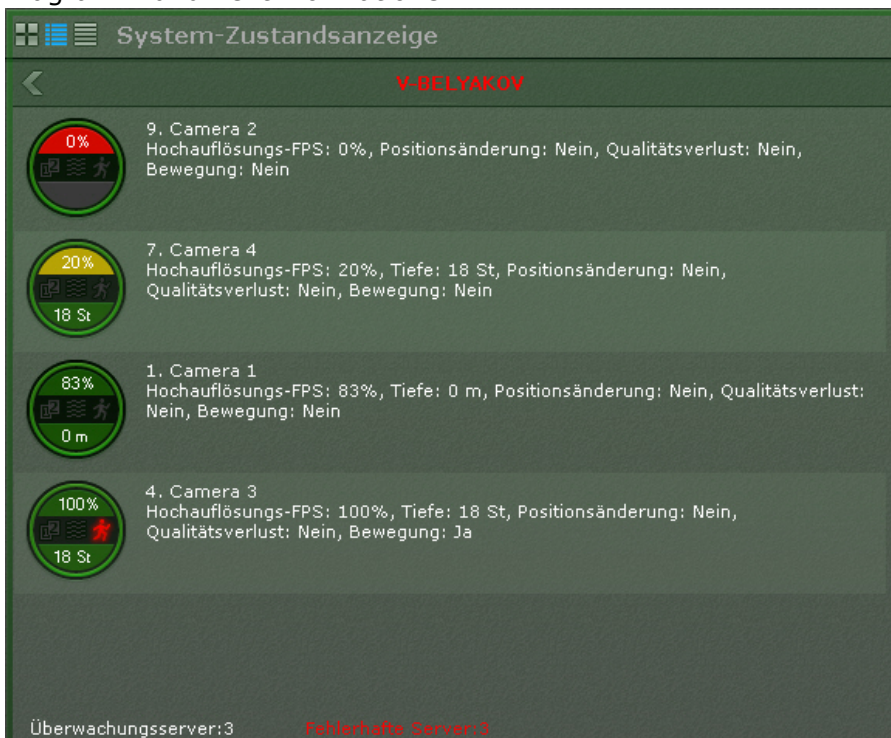 System-Zustandsanzeige
V-BELYAKOV
0%
9. Camera 2
Hochauflösungs-FPS: 0%, Positionsänderung: Nein, Qualitätsverlust: Nein,
Bewegung: Nein
20%
18 St
7. Camera 4
Hochauflösungs-FPS: 20%, Tiefe: 18 St, Positionsänderung: Nein,
Qualitätsverlust: Nein, Bewegung: Nein
83%
0 m
1. Camera 1
Hochauflösungs-FPS: 83%, Tiefe: 0 m, Positionsänderung: Nein, Qualitätsverlust:
Nein, Bewegung: Nein
100%
18 St
4. Camera 3
Hochauflösungs-FPS: 100%, Tiefe: 18 St, Positionsänderung: Nein,
Qualitätsverlust: Nein, Bewegung: Ja
Überwachungsserver:3 Fehlerhafte Server:3